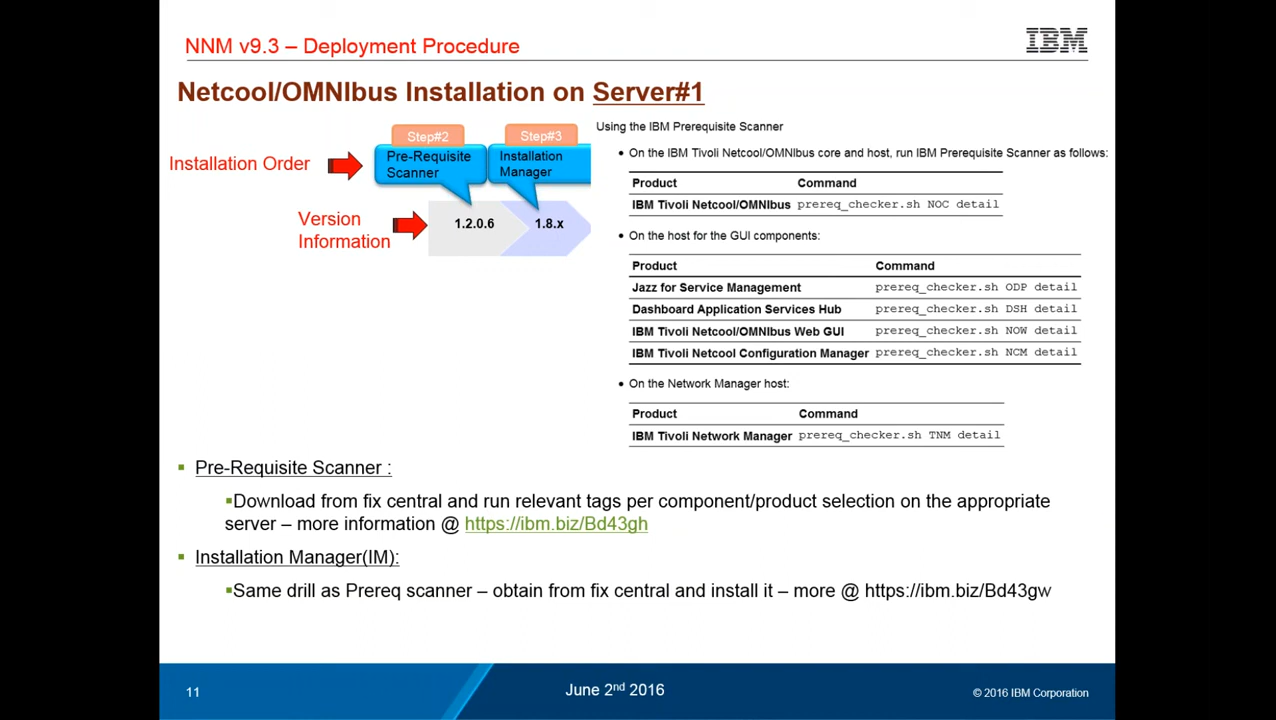 NNM v9.3 – Deployment Procedure
IBM
Netcool/OMNIbus Installation on Server#1
Installation Order
Step#2
Pre-Requisite
Scanner
Step#3
Installation
Manager
Version
Information
1.2.0.6
1.8.x
Using the IBM Prerequisite Scanner
• On the IBM Tivoli Netcool/OMNIbus core and host, run IBM Prerequisite Scanner as follows:
Product Command
IBM Tivoli Netcool/OMNIbus prereq_checker.sh NOC detail
• On the host for the GUI components:
Product Command
Jazz for Service Management prereq_checker.sh ODP detail
Dashboard Application Services Hub prereq_checker.sh DSH detail
IBM Tivoli Netcool/OMNIbus Web GUI prereq_checker.sh NOW detail
IBM Tivoli Netcool Configuration Manager prereq_checker.sh NCM detail
• On the Network Manager host:
Product Command
IBM Tivoli Network Manager prereq_checker.sh TNM detail
▪ Pre-Requisite Scanner :
▪Download from fix central and run relevant tags per component/product selection on the appropriate
server – more information @ https://ibm.biz/Bd43gh
▪ Installation Manager(IM):
▪Same drill as Prereq scanner – obtain from fix central and install it – more @ https://ibm.biz/Bd43gw
11
June 2nd 2016
© 2016 IBM Corporation